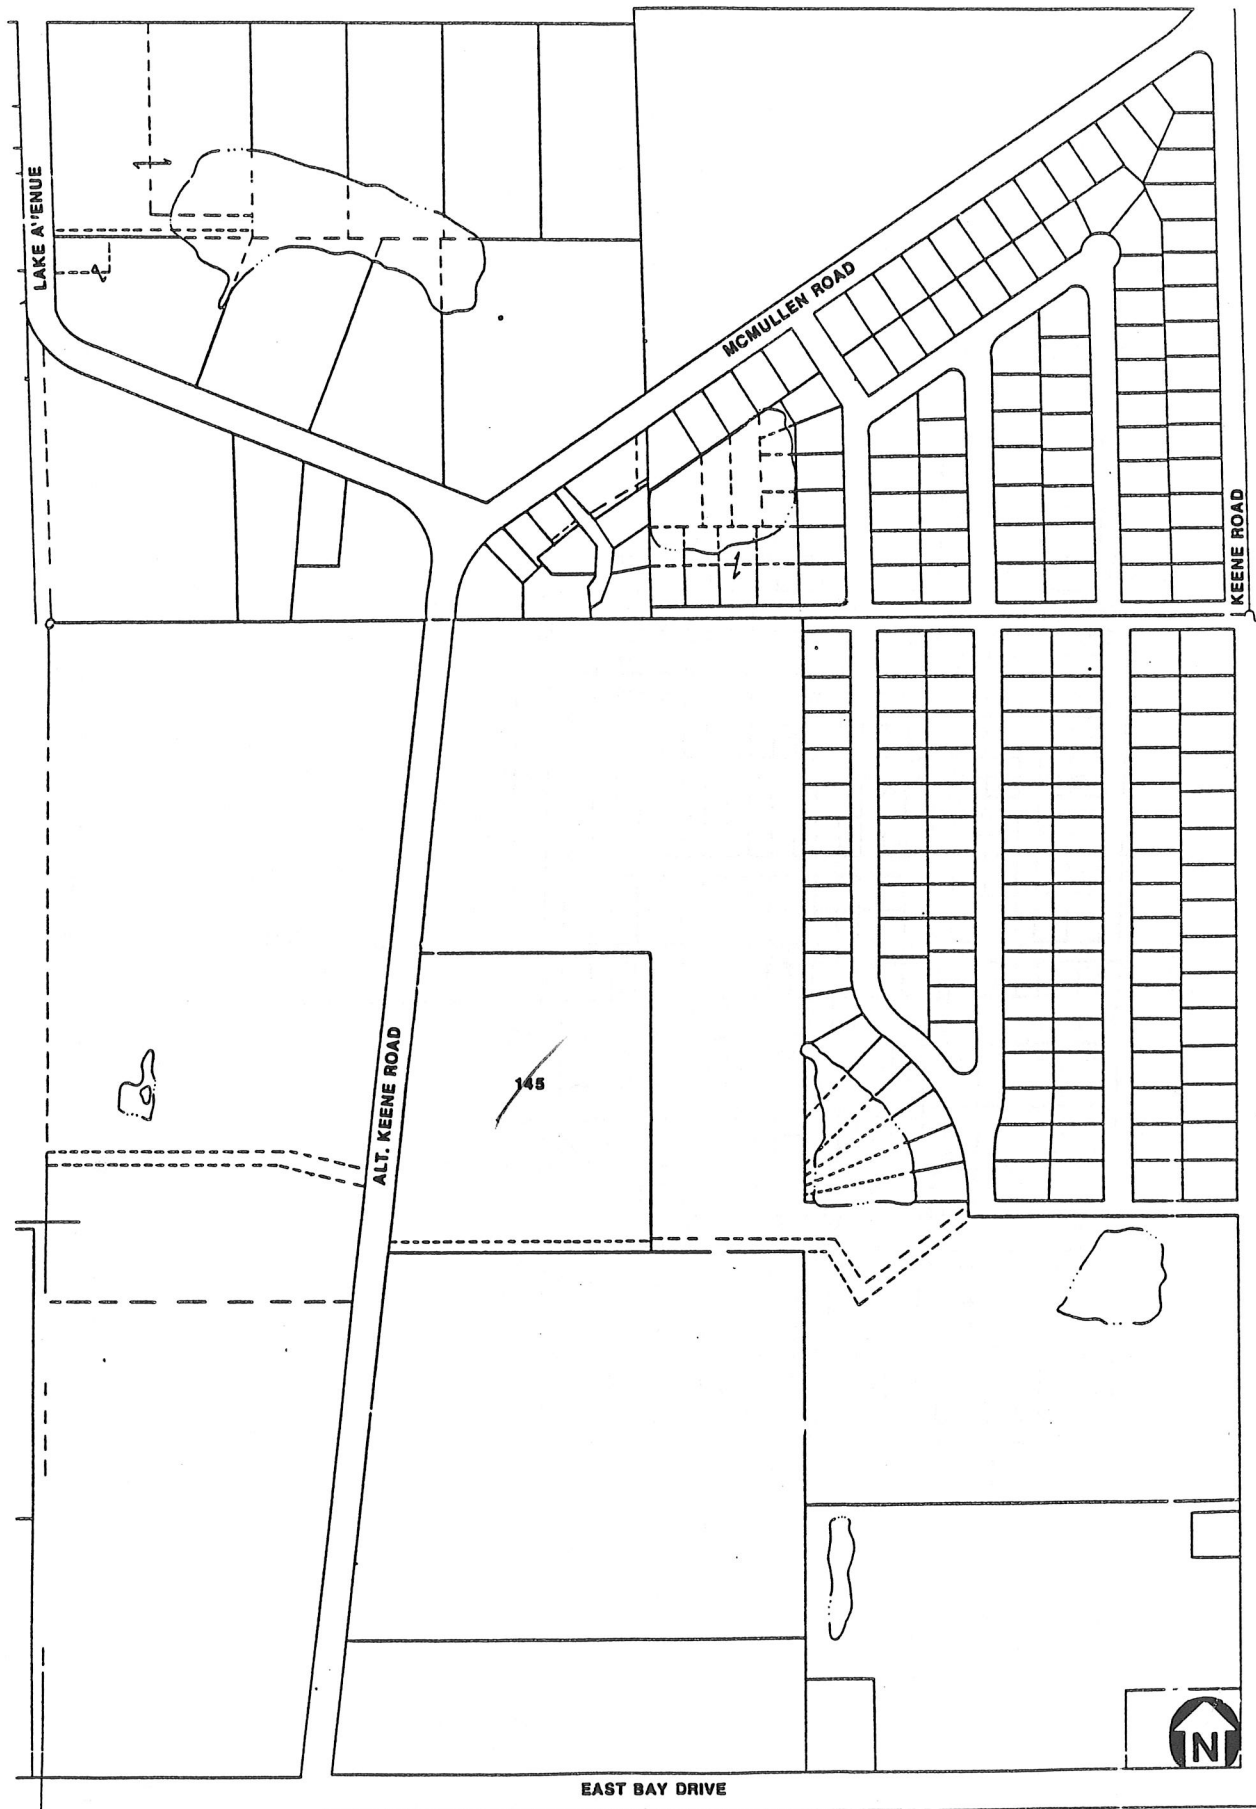 LAKE A'ENUE
MCMULLEN ROAD
KEENE ROAD
ALT. KEENE ROAD
145
N
EAST BAY DRIVE